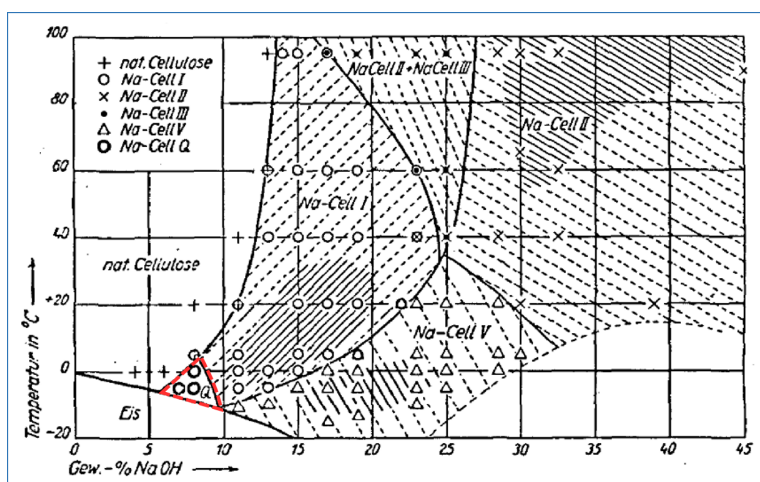 100
80
60
40
+20
0
-20
Temperatur in °C
+ nat. Cellulose
○ Na-Cell I
× Na-Cell II
• Na-Cell III
△ Na-Cell V
○ Na-Cell Q
NaCell II + NaCell III
Na-Cell II
Na-Cell I
nat. Cellulose
Na-Cell V
Q
Eis
0 5 10 15 20 25 30 35 40 45
Gew.-% NaOH